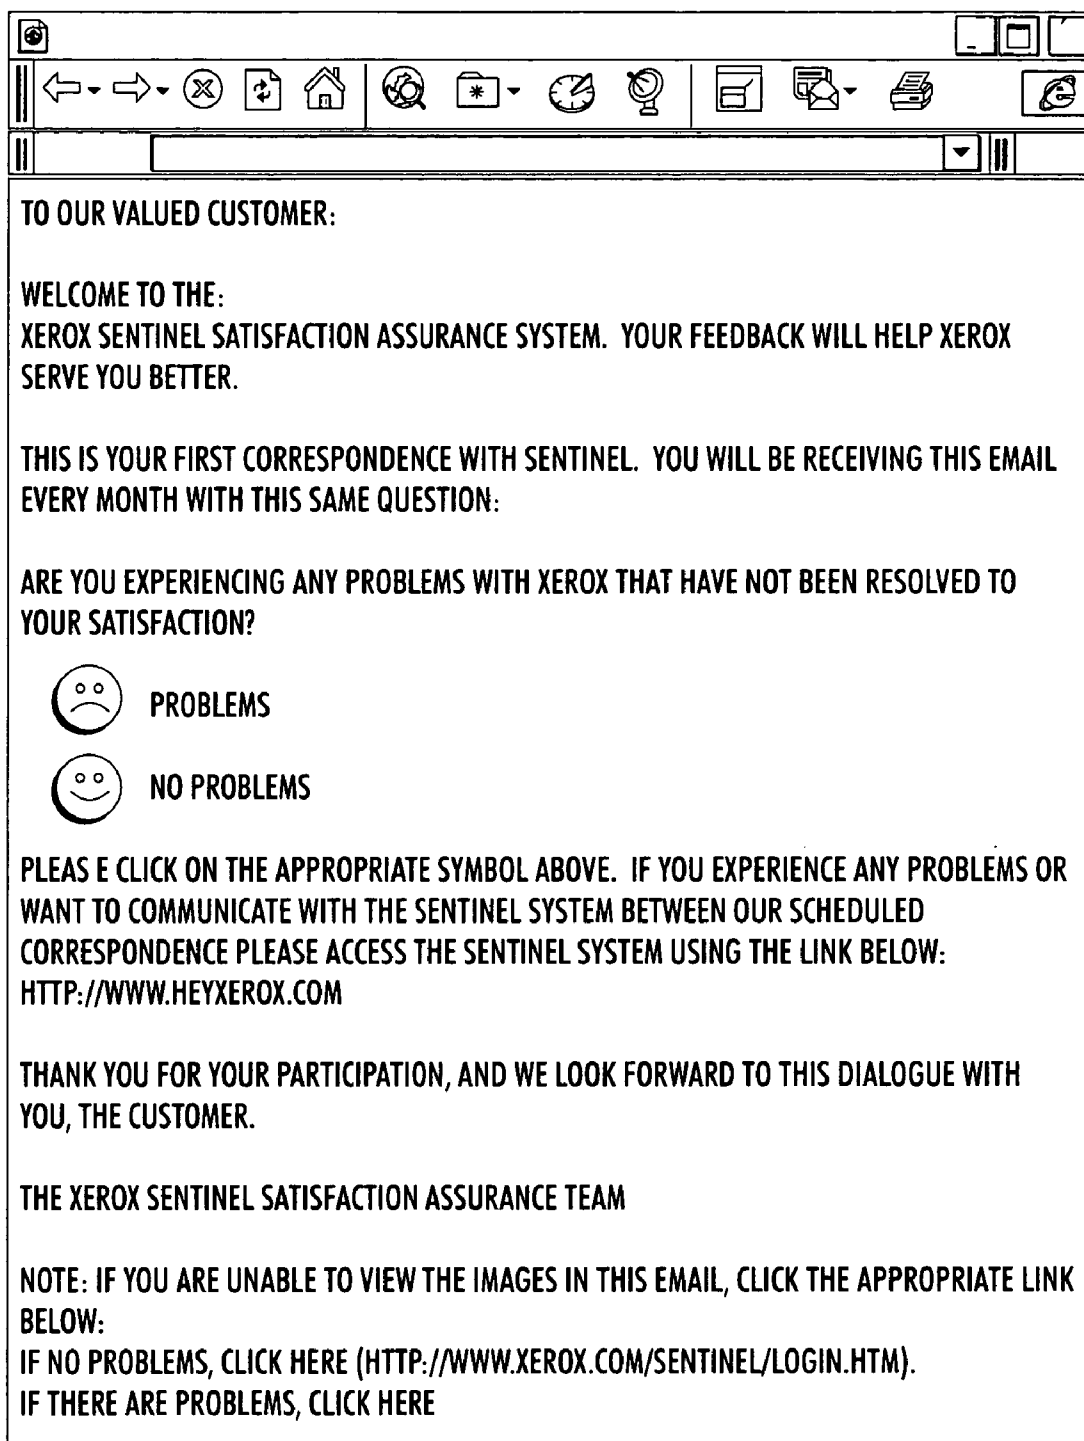 TO OUR VALUED CUSTOMER:
WELCOME TO THE:
XEROX SENTINEL SATISFACTION ASSURANCE SYSTEM. YOUR FEEDBACK WILL HELP XEROX
SERVE YOU BETTER.
THIS IS YOUR FIRST CORRESPONDENCE WITH SENTINEL. YOU WILL BE RECEIVING THIS EMAIL
EVERY MONTH WITH THIS SAME QUESTION:
ARE YOU EXPERIENCING ANY PROBLEMS WITH XEROX THAT HAVE NOT BEEN RESOLVED TO
YOUR SATISFACTION?
PROBLEMS
NO PROBLEMS
PLEAS E CLICK ON THE APPROPRIATE SYMBOL ABOVE. IF YOU EXPERIENCE ANY PROBLEMS OR
WANT TO COMMUNICATE WITH THE SENTINEL SYSTEM BETWEEN OUR SCHEDULED
CORRESPONDENCE PLEASE ACCESS THE SENTINEL SYSTEM USING THE LINK BELOW:
HTTP://WWW.HEYXEROX.COM
THANK YOU FOR YOUR PARTICIPATION, AND WE LOOK FORWARD TO THIS DIALOGUE WITH
YOU, THE CUSTOMER.
THE XEROX SENTINEL SATISFACTION ASSURANCE TEAM
NOTE: IF YOU ARE UNABLE TO VIEW THE IMAGES IN THIS EMAIL, CLICK THE APPROPRIATE LINK
BELOW:
IF NO PROBLEMS, CLICK HERE (HTTP://WWW.XEROX.COM/SENTINEL/LOGIN.HTM).
IF THERE ARE PROBLEMS, CLICK HERE